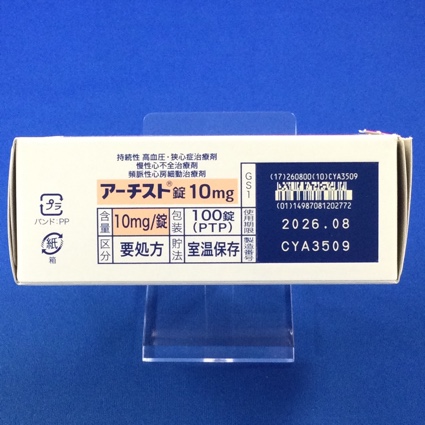 持続性 高血圧・狭心症治療剤
慢性心不全治療剤
頻脈性心房細動治療剤
アーチスト®錠10mg
含量 10mg/錠 包装 100錠(PTP)
区分 要処方 貯法 室温保存
GS1
(17)260800(10)CYA3509
(01)14987081202772
使用期限 2026.08
製造番号 CYA3509
プラ
バンド:PP
紙
箱